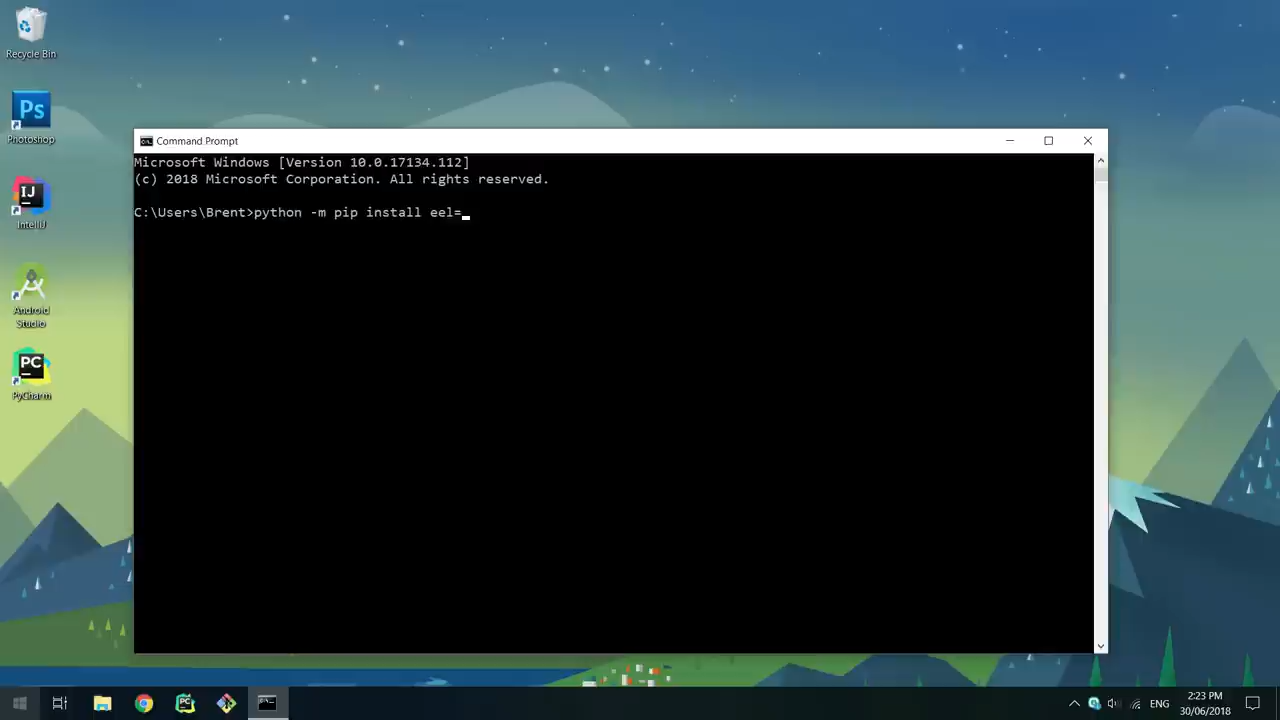 Recycle Bin
Ps
Photoshop
IJ
IntelliJ
Android
Studio
PC
PyCharm
Command Prompt
Microsoft Windows [Version 10.0.17134.112]
(c) 2018 Microsoft Corporation. All rights reserved.
C:\Users\Brent>python -m pip install eel=_
ENG
2:23 PM
30/06/2018